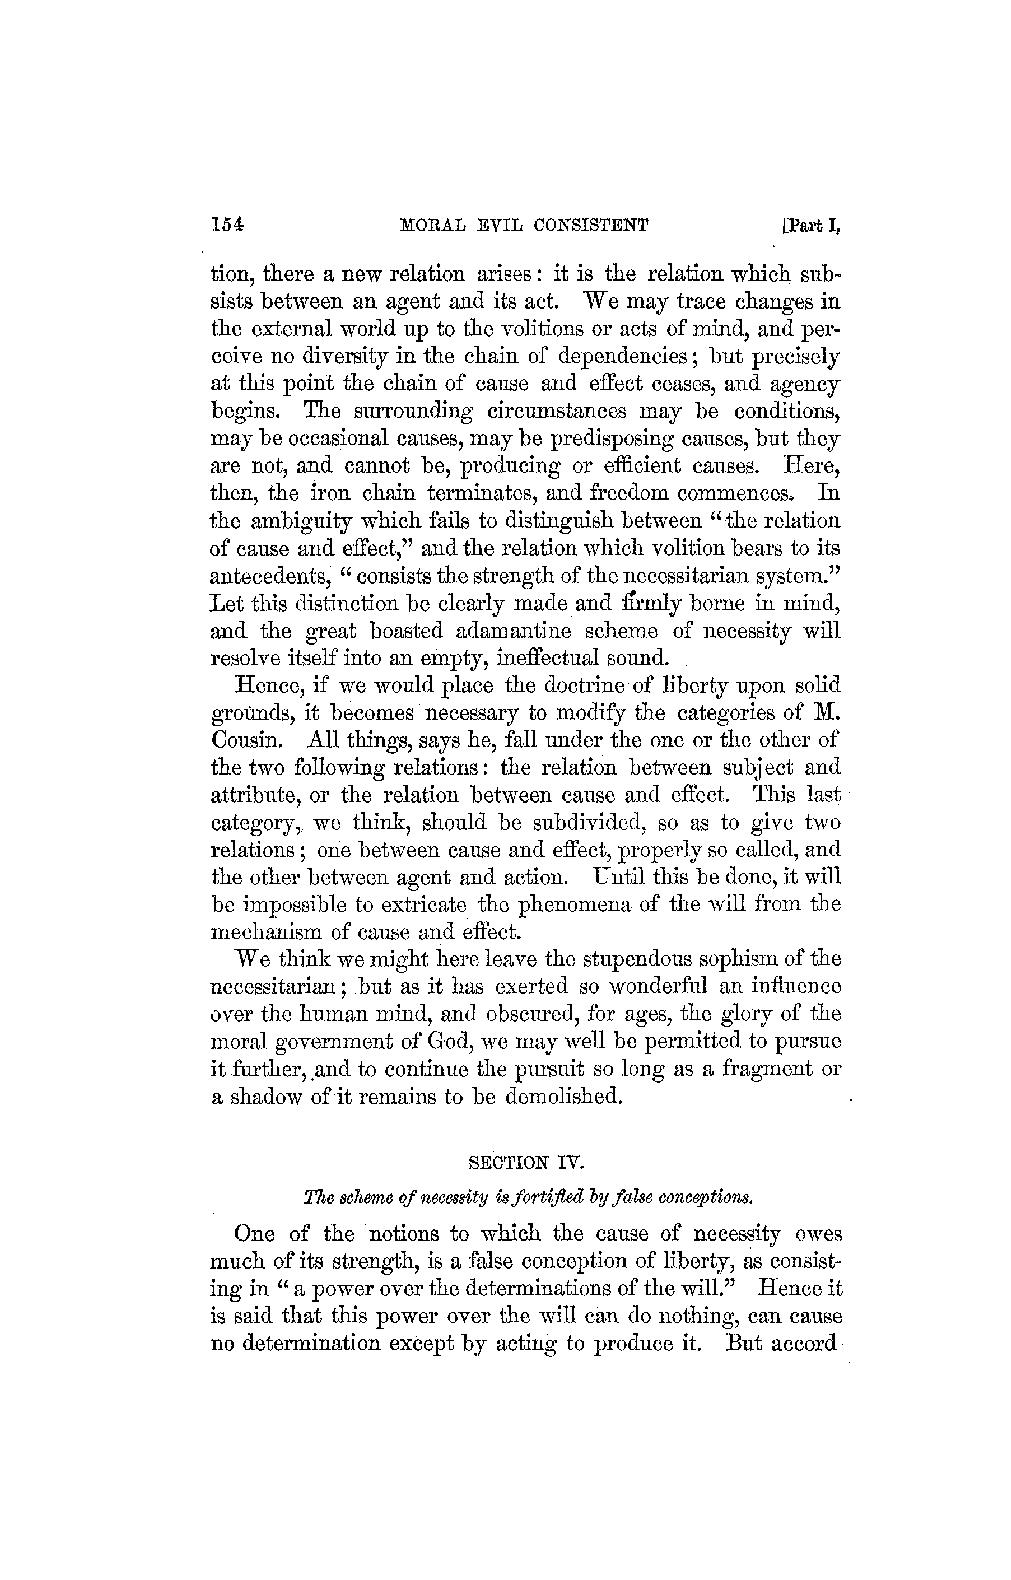 154 MORAL EVIL CONSISTENT [Part I,
tion, there a new relation arises: it is the relation which sub-
sists between an agent and its act. We may trace changes in
the external world up to the volitions or acts of mind, and per-
ceive no diversity in the chain of dependencies; but precisely
at this point the chain of cause and effect ceases, and agency
begins. The surrounding circumstances may be conditions,
may be occasional causes, may be predisposing causes, but they
are not, and cannot be, producing or efficient causes. Here,
then, the iron chain terminates, and freedom commences. In
the ambiguity which fails to distinguish between “the relation
of cause and effect,” and the relation which volition bears to its
antecedents, “consists the strength of the necessitarian system.”
Let this distinction be clearly made and firmly borne in mind,
and the great boasted adamantine scheme of necessity will
resolve itself into an empty, ineffectual sound.
Hence, if we would place the doctrine of liberty upon solid
grounds, it becomes necessary to modify the categories of M.
Cousin. All things, says he, fall under the one or the other of
the two following relations: the relation between subject and
attribute, or the relation between cause and effect. This last
category, we think, should be subdivided, so as to give two
relations; one between cause and effect, properly so called, and
the other between agent and action. Until this be done, it will
be impossible to extricate the phenomena of the will from the
mechanism of cause and effect.
We think we might here leave the stupendous sophism of the
necessitarian; but as it has exerted so wonderful an influence
over the human mind, and obscured, for ages, the glory of the
moral government of God, we may well be permitted to pursue
it further, and to continue the pursuit so long as a fragment or
a shadow of it remains to be demolished.
SECTION IV.
The scheme of necessity is fortified by false conceptions.
One of the notions to which the cause of necessity owes
much of its strength, is a false conception of liberty, as consist-
ing in “a power over the determinations of the will.” Hence it
is said that this power over the will can do nothing, can cause
no determination except by acting to produce it. But accord-